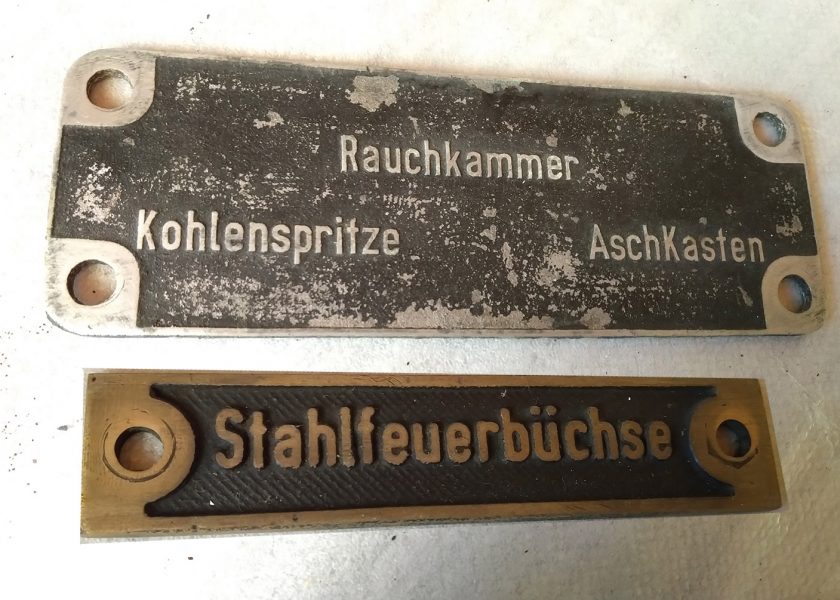 Rauchkammer
Kohlenspritze AschKasten
Stahlfeuerbüchse